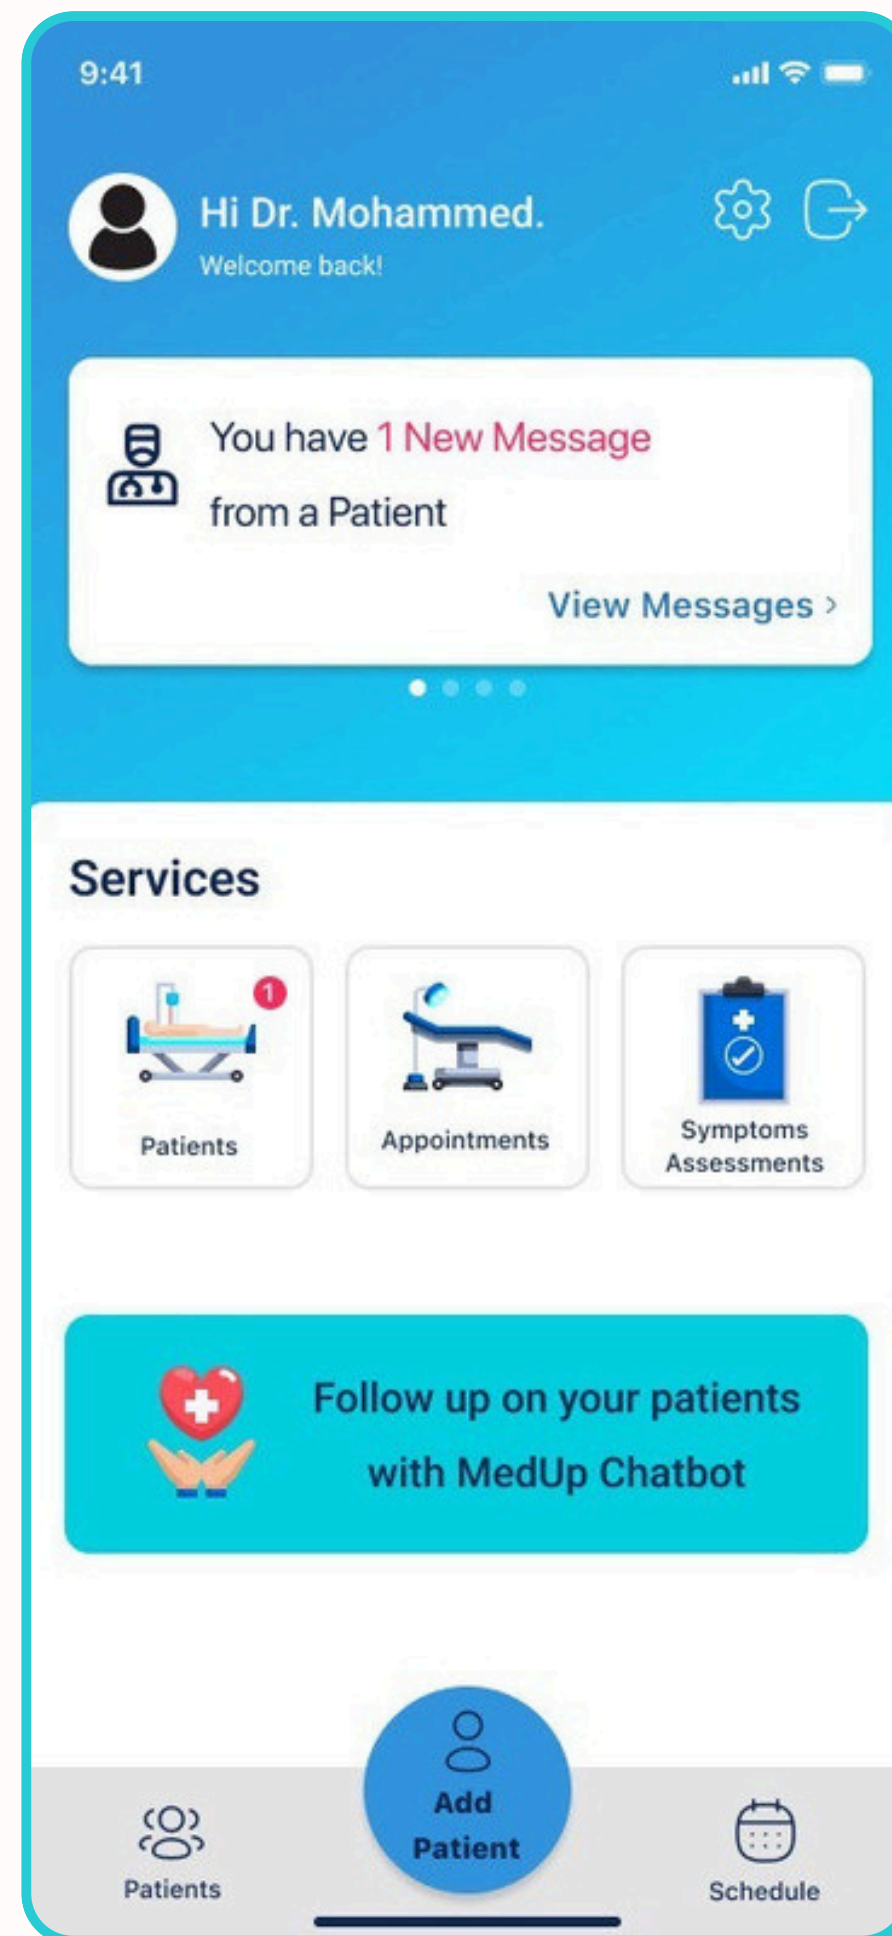 9:41
Hi Dr. Mohammed.
Welcome back!
You have 1 New Message
from a Patient
View Messages >
Services
1
Patients
Appointments
Symptoms
Assessments
Follow up on your patients
with MedUp Chatbot
Add
Patient
Patients
Schedule